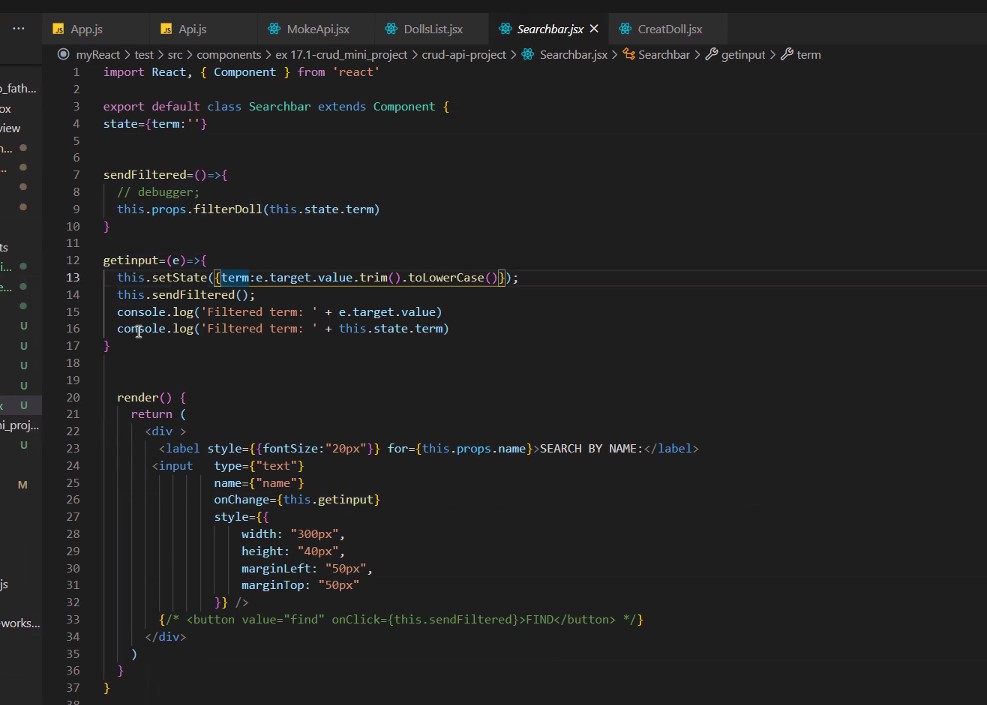 App.js Api.js MokeApi.jsx DollsList.jsx Searchbar.jsx CreatDoll.jsx
myReact > test > src > components > ex 17.1-crud_mini_project > crud-api-project > Searchbar.jsx > Searchbar > getinput > term
1 import React, { Component } from 'react'
2
3 export default class Searchbar extends Component {
4 state={term:''}
5
6
7 sendFiltered=()=>{
8 // debugger;
9 this.props.filterDoll(this.state.term)
10 }
11
12 getinput=(e)=>{
13 this.setState({term:e.target.value.trim().toLowerCase()});
14 this.sendFiltered();
15 console.log('Filtered term: ' + e.target.value)
16 console.log('Filtered term: ' + this.state.term)
17 }
18
19
20 render() {
21 return (
22 <div >
23 <label style={{fontSize:"20px"}} for={this.props.name}>SEARCH BY NAME:</label>
24 <input type={"text"}
25 name={"name"}
26 onChange={this.getinput}
27 style={{
28 width: "300px",
29 height: "40px",
30 marginLeft: "50px",
31 marginTop: "50px"
32 }} />
33 {/* <button value="find" onClick={this.sendFiltered}>FIND</button> */}
34 </div>
35 )
36 }
37 }
38
o_fath...
ox
view
n...
ts
i...
e...
U
U
U
U
x U
ni_proj...
U
M
js
-works...